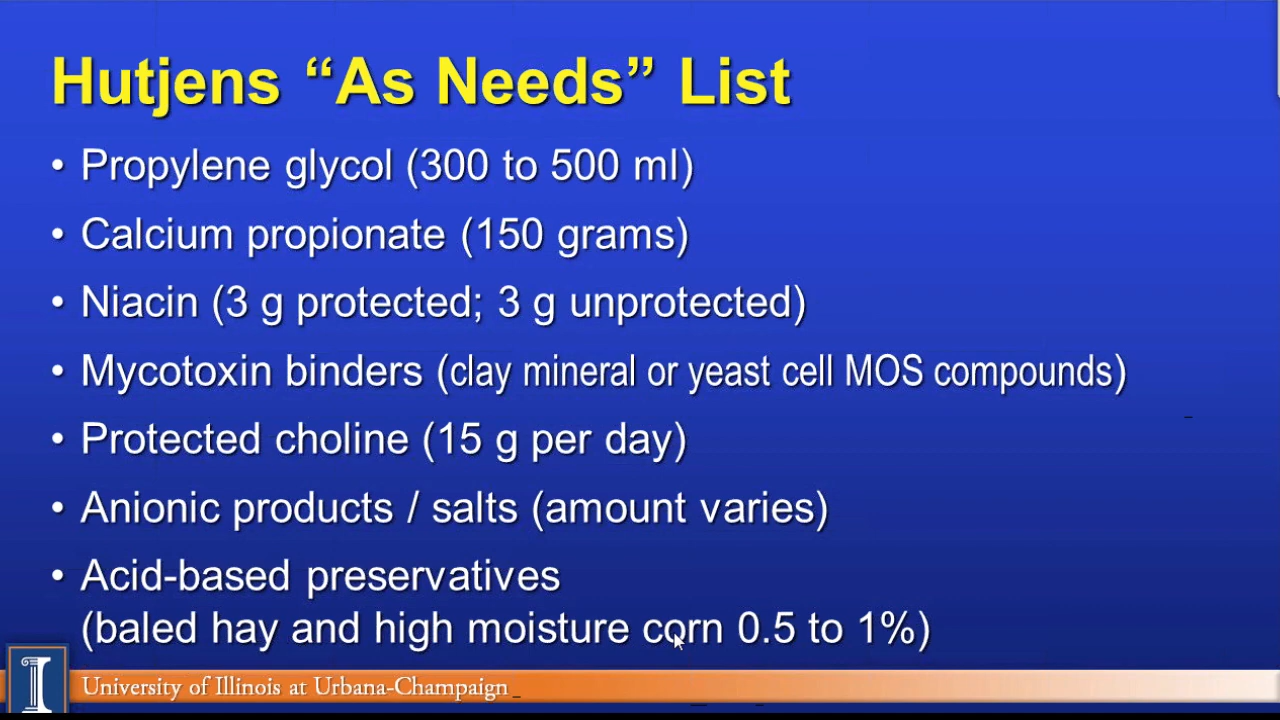 Hutjens “As Needs” List
• Propylene glycol (300 to 500 ml)
• Calcium propionate (150 grams)
• Niacin (3 g protected; 3 g unprotected)
• Mycotoxin binders (clay mineral or yeast cell MOS compounds)
• Protected choline (15 g per day)
• Anionic products / salts (amount varies)
• Acid-based preservatives
(baled hay and high moisture corn 0.5 to 1%)
I
University of Illinois at Urbana-Champaign